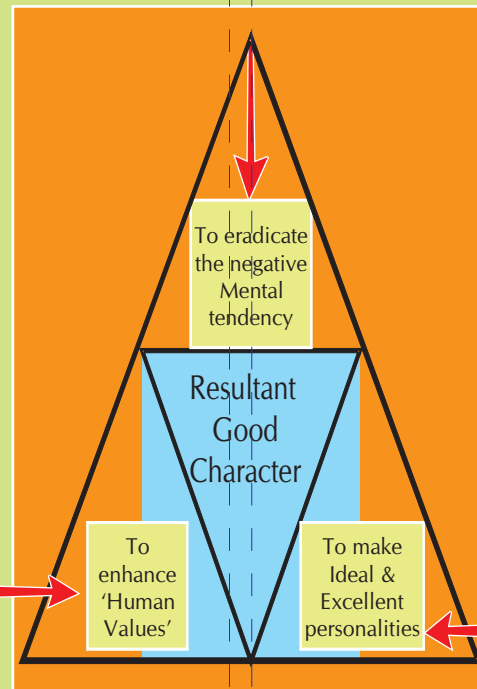 To eradicate
the negative
Mental
tendency
Resultant
Good
Character
To
enhance
‘Human
Values’
To make
Ideal &
Excellent
personalities